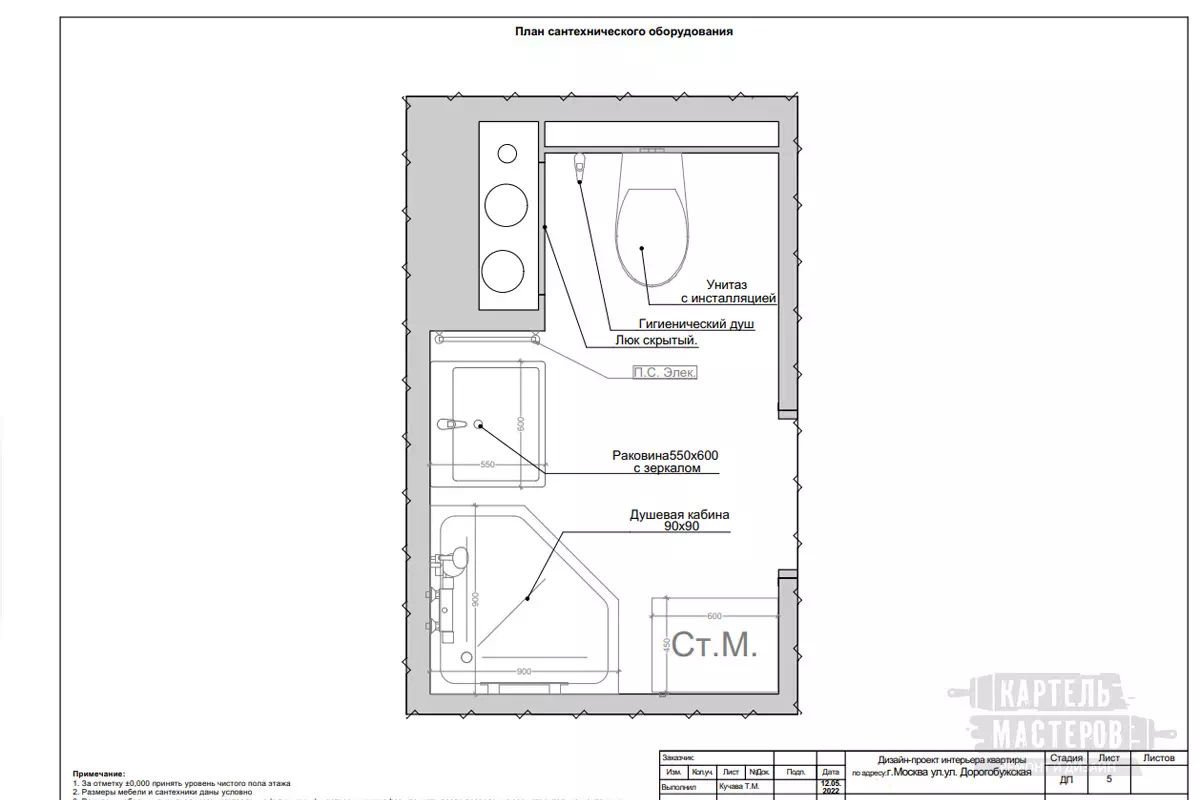 План сантехнического оборудования
Унитаз
с инсталляцией
Гигиенический душ
Люк скрытый.
П.С. Элек.
600
550
Раковина550x600
с зеркалом
Душевая кабина
90x90
900
900
600
450
Ст.М.
КАРТЕЛЬ
МАСТЕРОВ
Примечание:
1. За отметку ±0,000 принять уровень чистого пола этажа
2. Размеры мебели и сантехники даны условно
Заказчик
Изм. Кол.уч. Лист №Док. Подп. Дата
Выполнил Кучава Т.М. 12.05.
2022
Дизайн-проект интерьера квартиры
по адресу:г.Москва ул.ул. Дорогобужская
Стадия Лист Листов
ДП 5